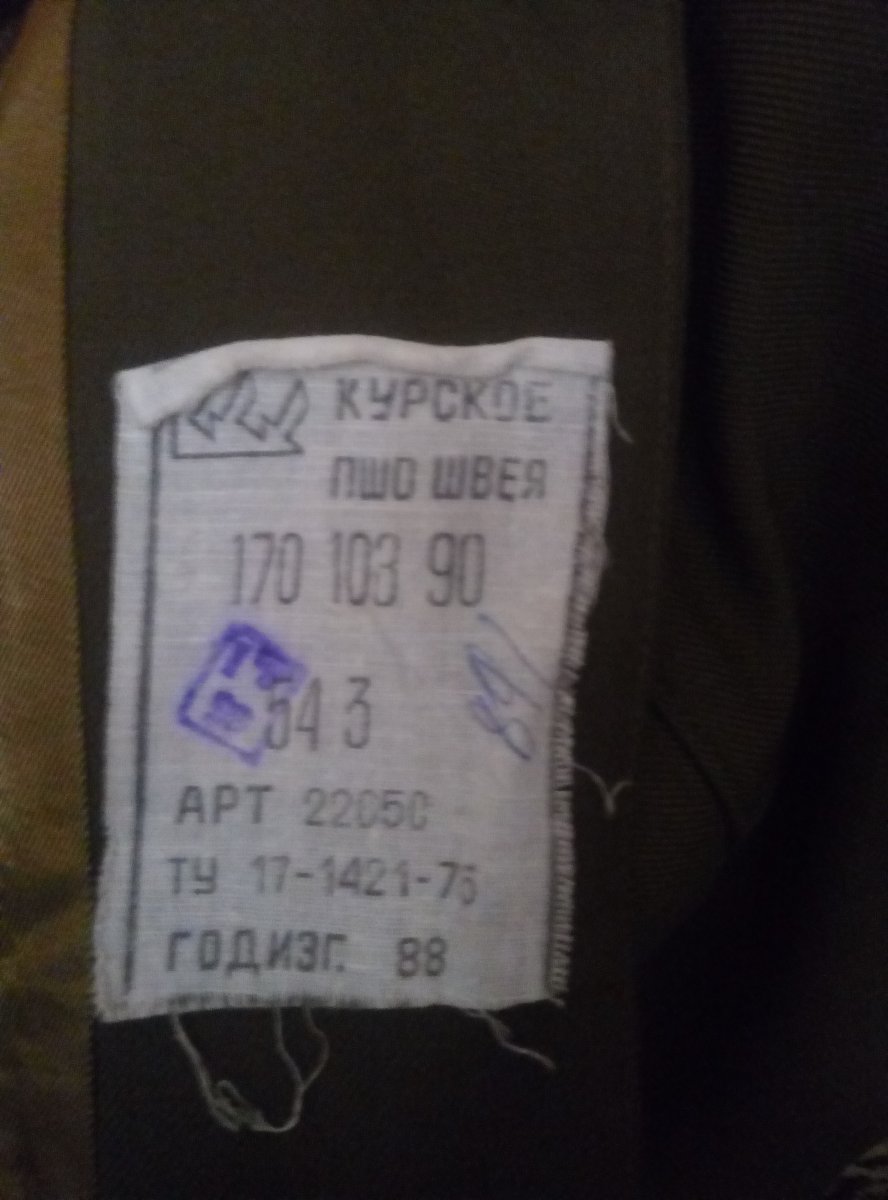 КУРСКОЕ
ПШО ШВЕЯ
170 103 90
54 3
АРТ 22050
ТУ 17-1421-76
ГОД ИЗГ. 88